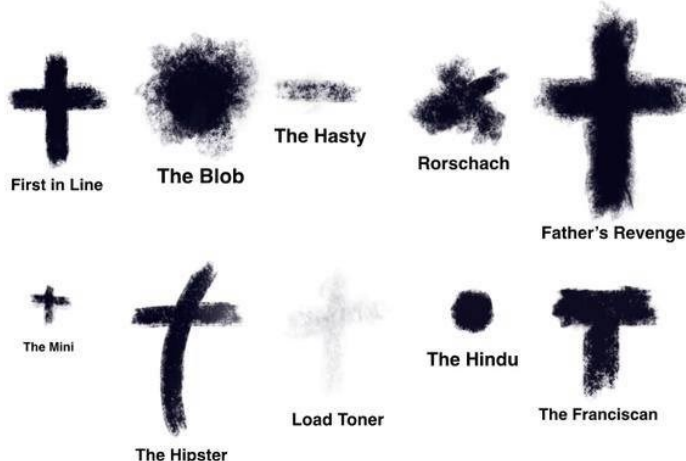 First in Line
The Blob
The Hasty
Rorschach
Father's Revenge
The Mini
The Hipster
Load Toner
The Hindu
The Franciscan